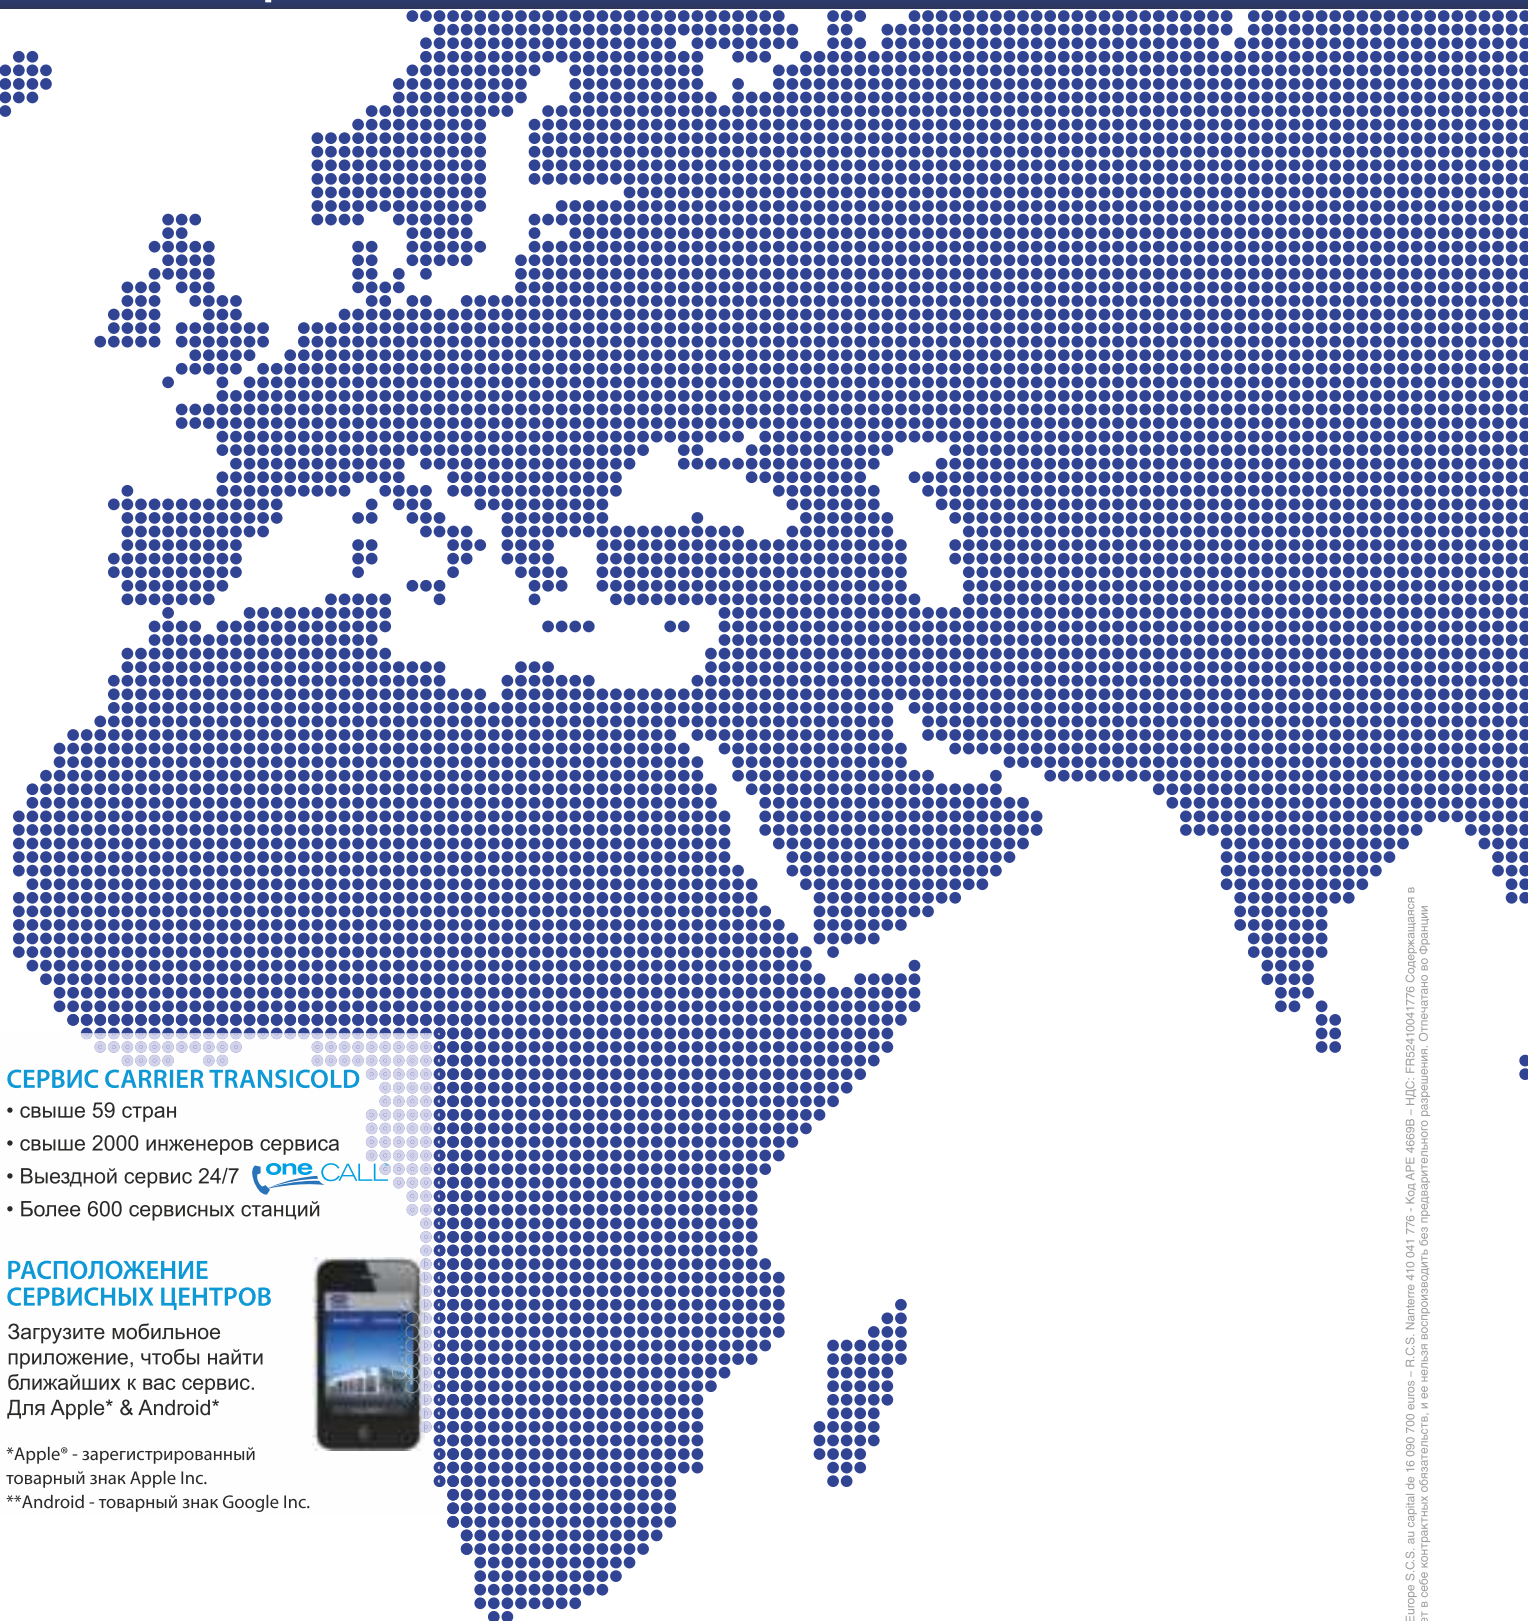 СЕРВИС CARRIER TRANSICOLD
• свыше 59 стран
• свыше 2000 инженеров сервиса
• Выездной сервис 24/7 one CALL
• Более 600 сервисных станций
РАСПОЛОЖЕНИЕ
СЕРВИСНЫХ ЦЕНТРОВ
Загрузите мобильное
приложение, чтобы найти
ближайших к вас сервис.
Для Apple* & Android*
*Apple® - зарегистрированный
товарный знак Apple Inc.
**Android - товарный знак Google Inc.
Europe S.C.S. au capital de 16 090 700 euros – R.C.S. Nanterre 410 041 776 - Код APE 4669B – НДС: FR52410041776 Содержащаяся в
ет в себе контрактных обязательств, и ее нельзя воспроизводить без предварительного разрешения. Отпечатано во Франции